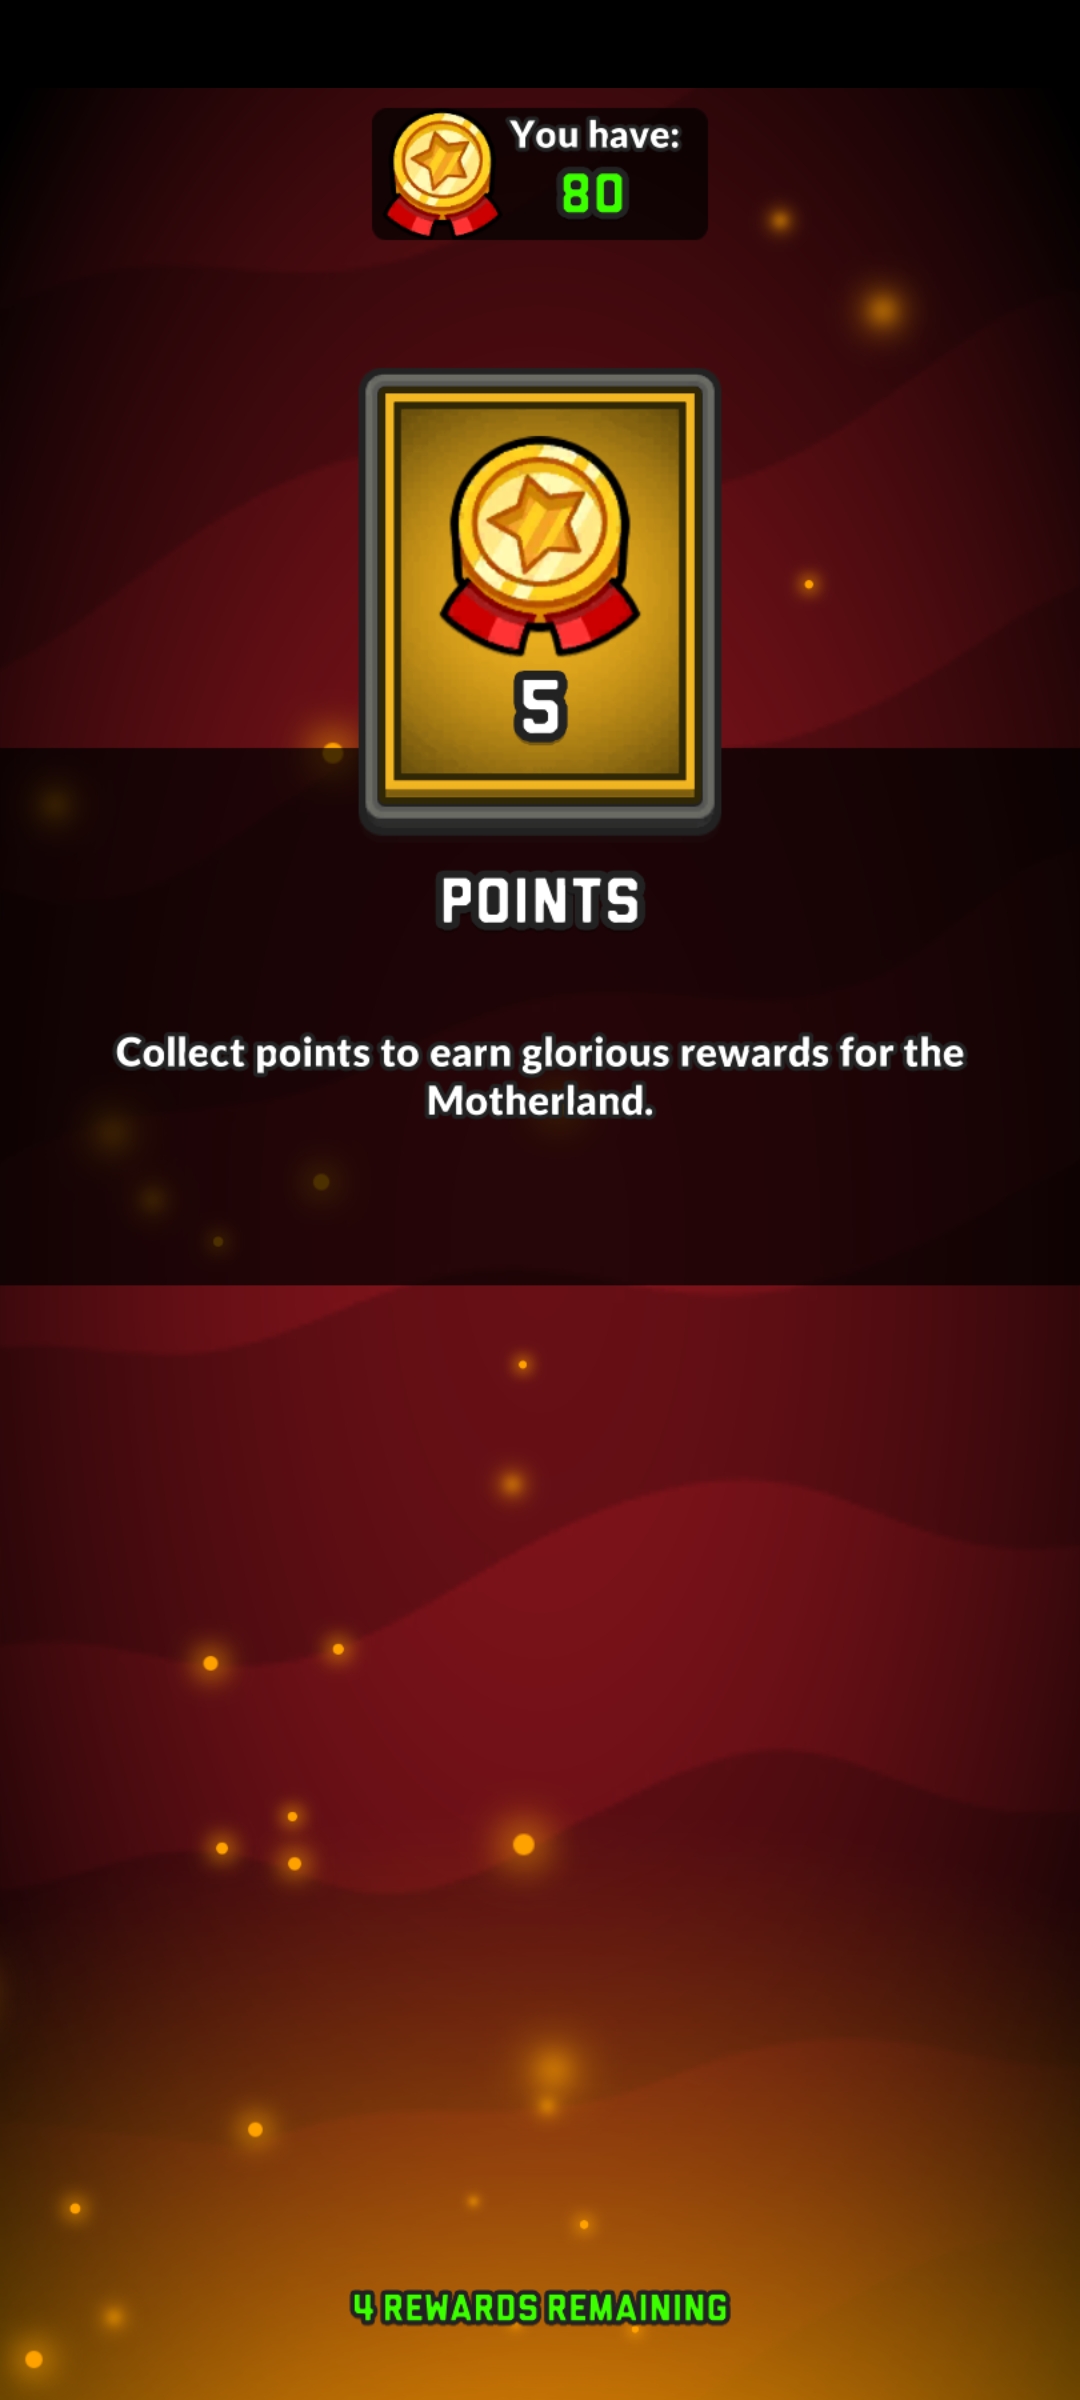 You have:
80
5
POINTS
Collect points to earn glorious rewards for the
Motherland.
4 REWARDS REMAINING